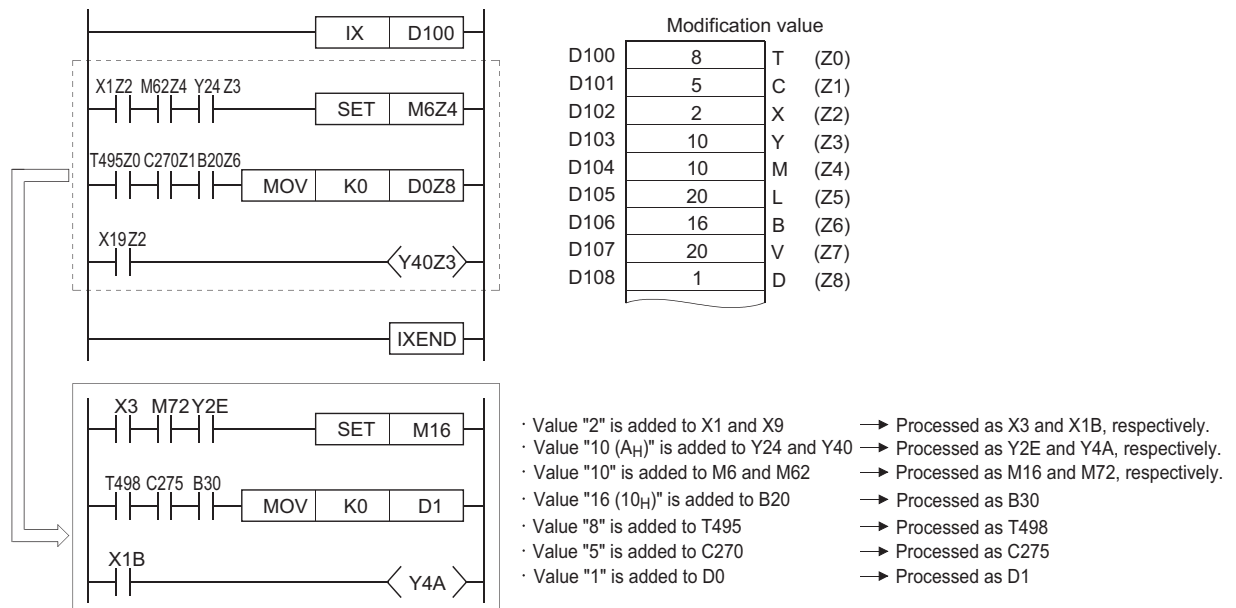 IX D100
X1Z2 M62Z4 Y24 Z3
SET M6Z4
T495Z0 C270Z1 B20Z6
MOV K0 D0Z8
X19Z2
Y40Z3
IXEND
Modification value
D100 8 T (Z0)
D101 5 C (Z1)
D102 2 X (Z2)
D103 10 Y (Z3)
D104 10 M (Z4)
D105 20 L (Z5)
D106 16 B (Z6)
D107 20 V (Z7)
D108 1 D (Z8)
X3 M72 Y2E
SET M16
T498 C275 B30
MOV K0 D1
X1B
Y4A
· Value "2" is added to X1 and X9 → Processed as X3 and X1B, respectively.
· Value "10 (AH)" is added to Y24 and Y40 → Processed as Y2E and Y4A, respectively.
· Value "10" is added to M6 and M62 → Processed as M16 and M72, respectively.
· Value "16 (10H)" is added to B20 → Processed as B30
· Value "8" is added to T495 → Processed as T498
· Value "5" is added to C270 → Processed as C275
· Value "1" is added to D0 → Processed as D1